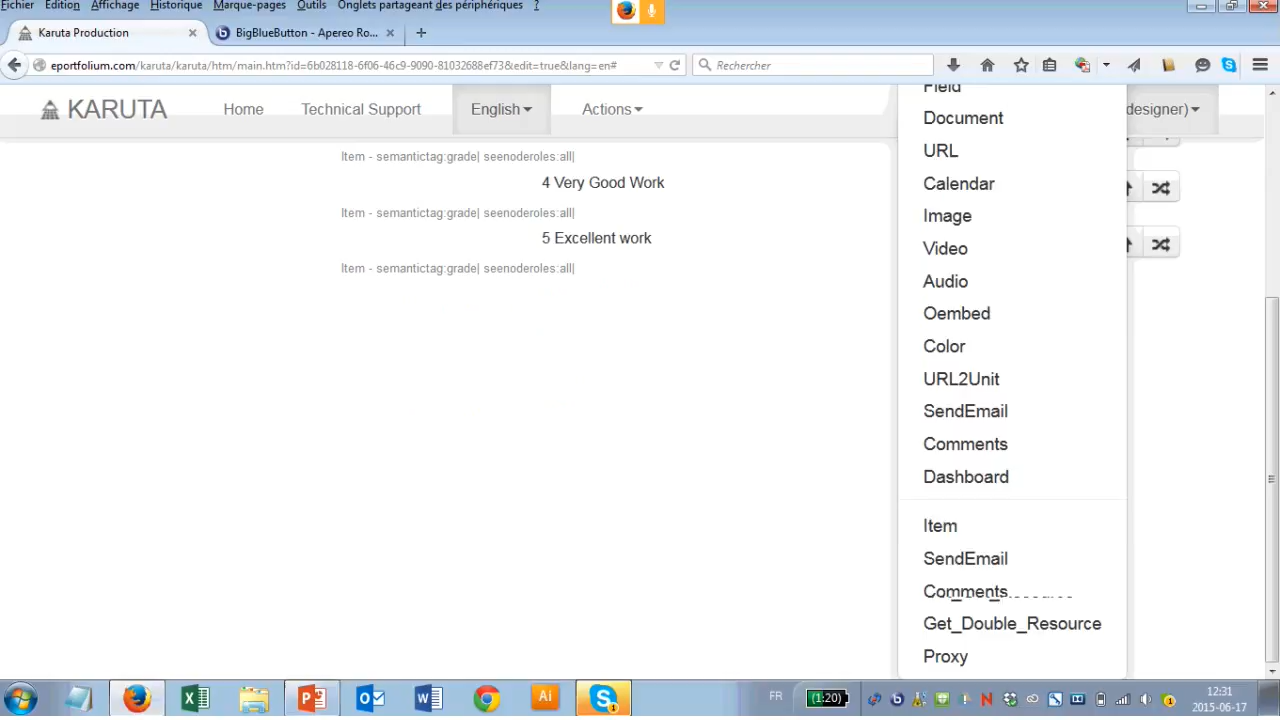 Fichier Edition Affichage Historique Marque-pages Outils Onglets partageant des périphériques ?
Karuta Production
BigBlueButton - Apereo Ro...
eportfolium.com/karuta/karuta/htm/main.htm?id=6b028118-6f06-46c9-9090-81032688ef73&edit=true&lang=en#
Rechercher
KARUTA Home Technical Support English Actions designer)
Field
Document
URL
Calendar
Image
Video
Audio
Oembed
Color
URL2Unit
SendEmail
Comments
Dashboard
Item
SendEmail
Comments
Get_Double_Resource
Proxy
Item - semantictag:grade| seenoderoles:all|
4 Very Good Work
Item - semantictag:grade| seenoderoles:all|
5 Excellent work
Item - semantictag:grade| seenoderoles:all|
FR
(1:20)
12:31
2015-06-17